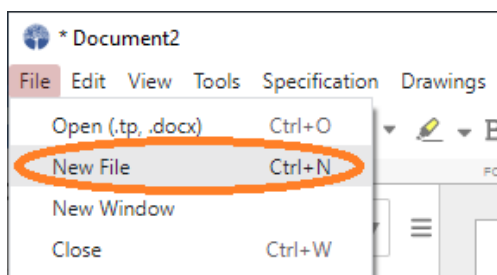 * Document2
File Edit View Tools Specification Drawings
Open (.tp, .docx) Ctrl+O
New File Ctrl+N
New Window
Close Ctrl+W